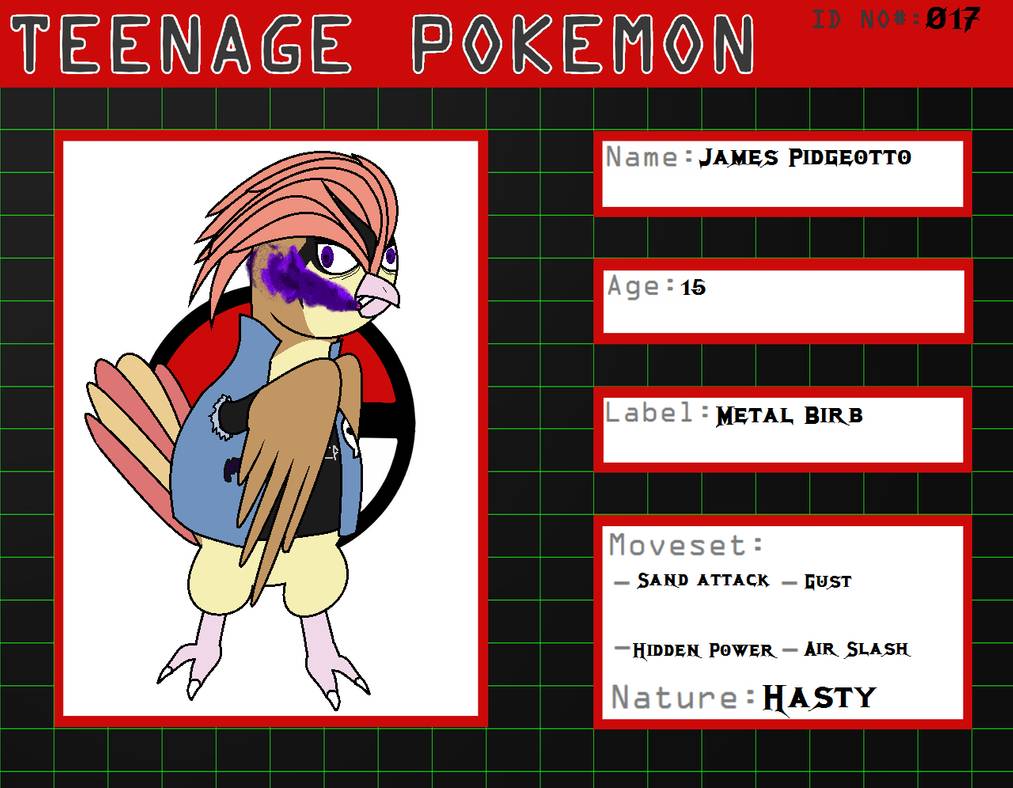 TEENAGE POKEMON
ID NO#:017
Name:James Pidgeotto
Age:15
Label:Metal Birb
Moveset:
- Sand attack - Gust
- Hidden Power - Air Slash
Nature:Hasty